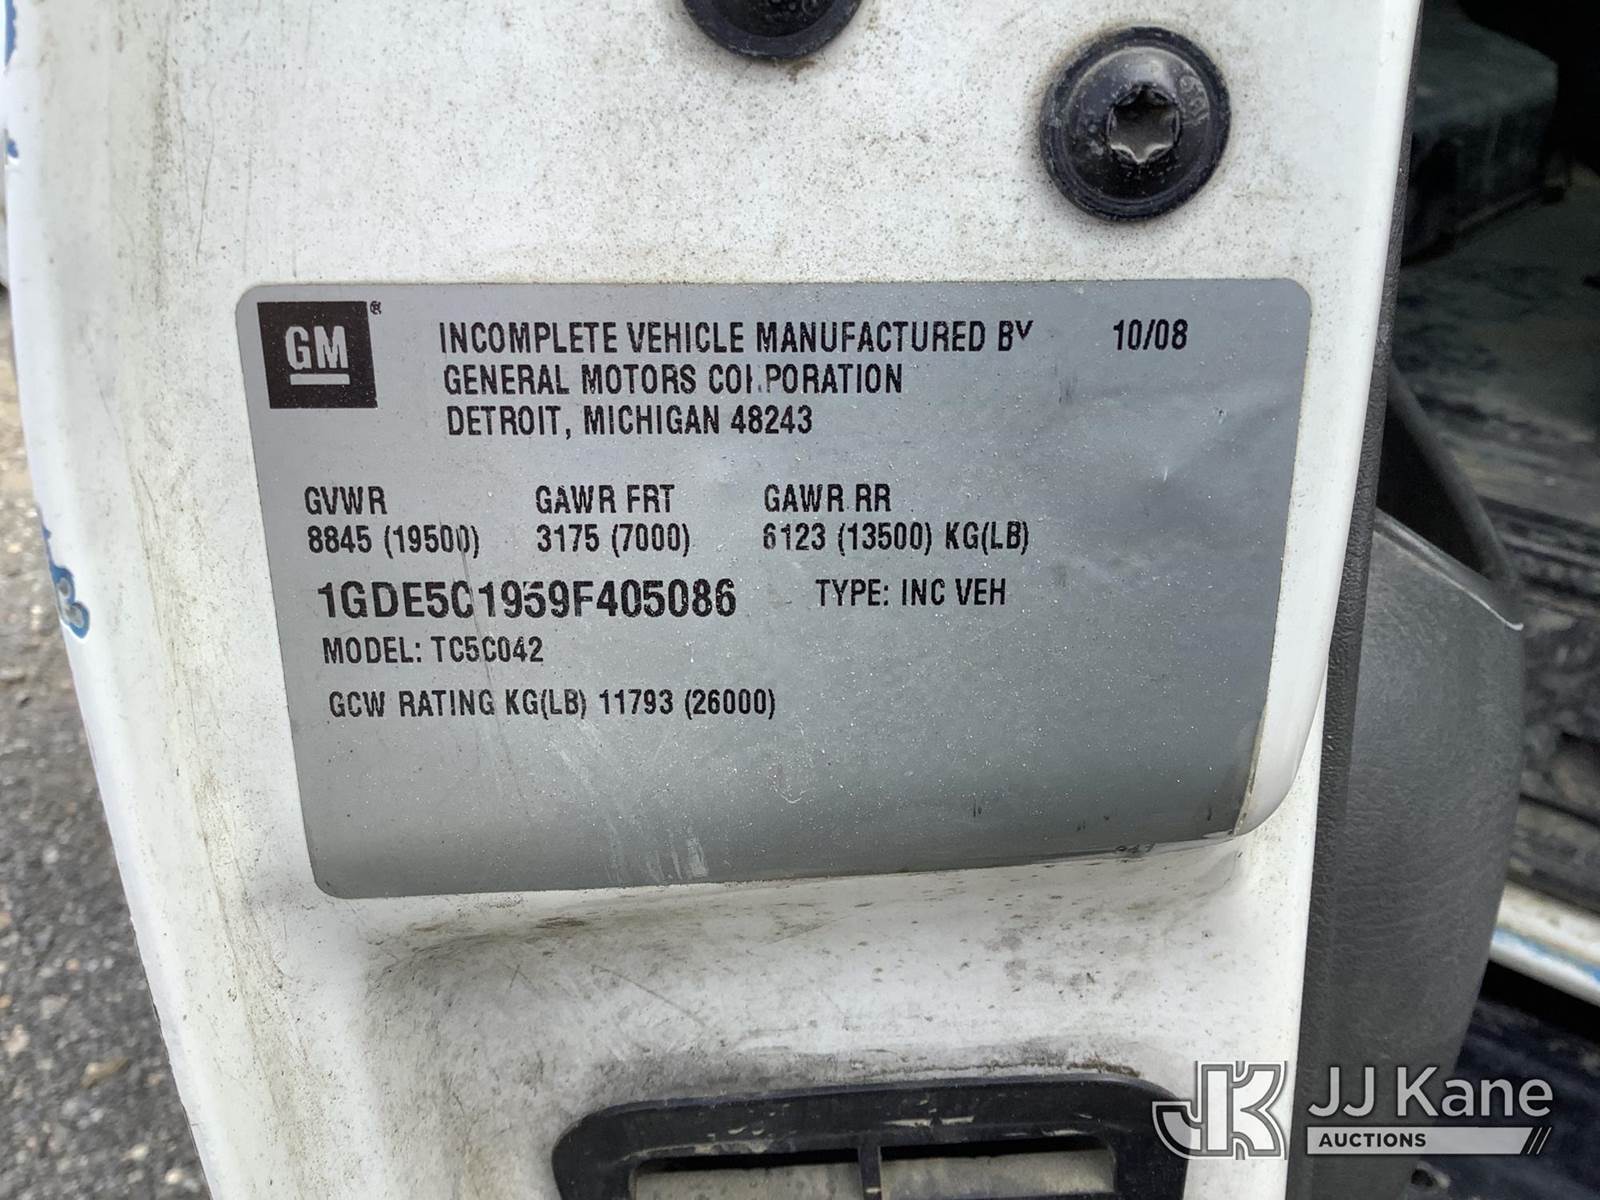 GM ®
INCOMPLETE VEHICLE MANUFACTURED BY 10/08
GENERAL MOTORS CORPORATION
DETROIT, MICHIGAN 48243
GVWR GAWR FRT GAWR RR
8845 (19500) 3175 (7000) 6123 (13500) KG(LB)
1GDE5C1959F405086 TYPE: INC VEH
MODEL: TC5C042
GCW RATING KG(LB) 11793 (26000)
JJ Kane
AUCTIONS